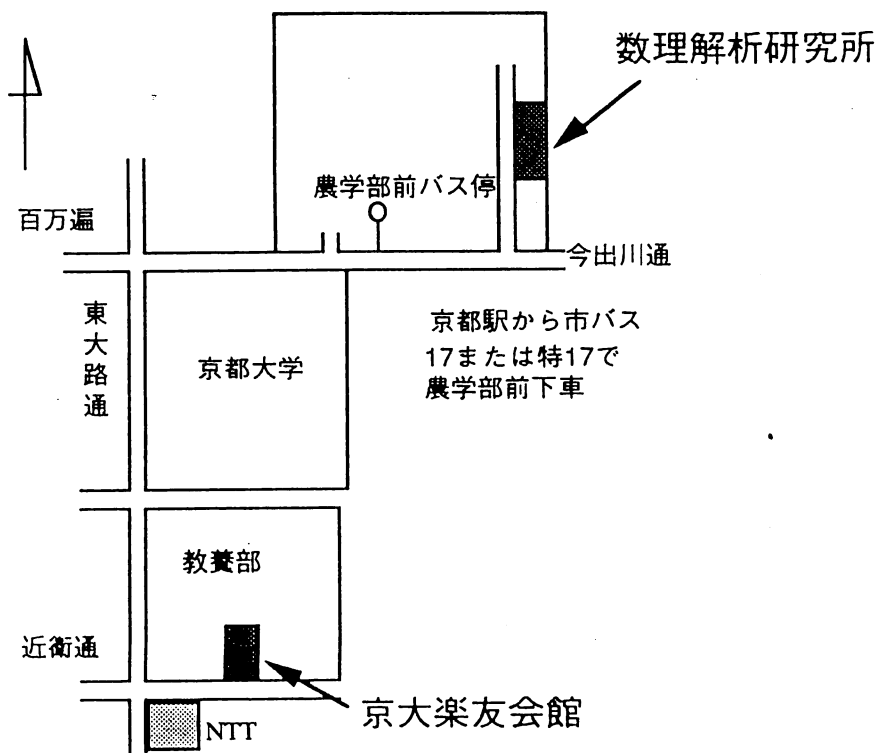 数理解析研究所
農学部前バス停
百万遍
今出川通
東大路通
京都大学
京都駅から市バス
17または特17で
農学部前下車
教養部
近衛通
京大楽友会館
NTT